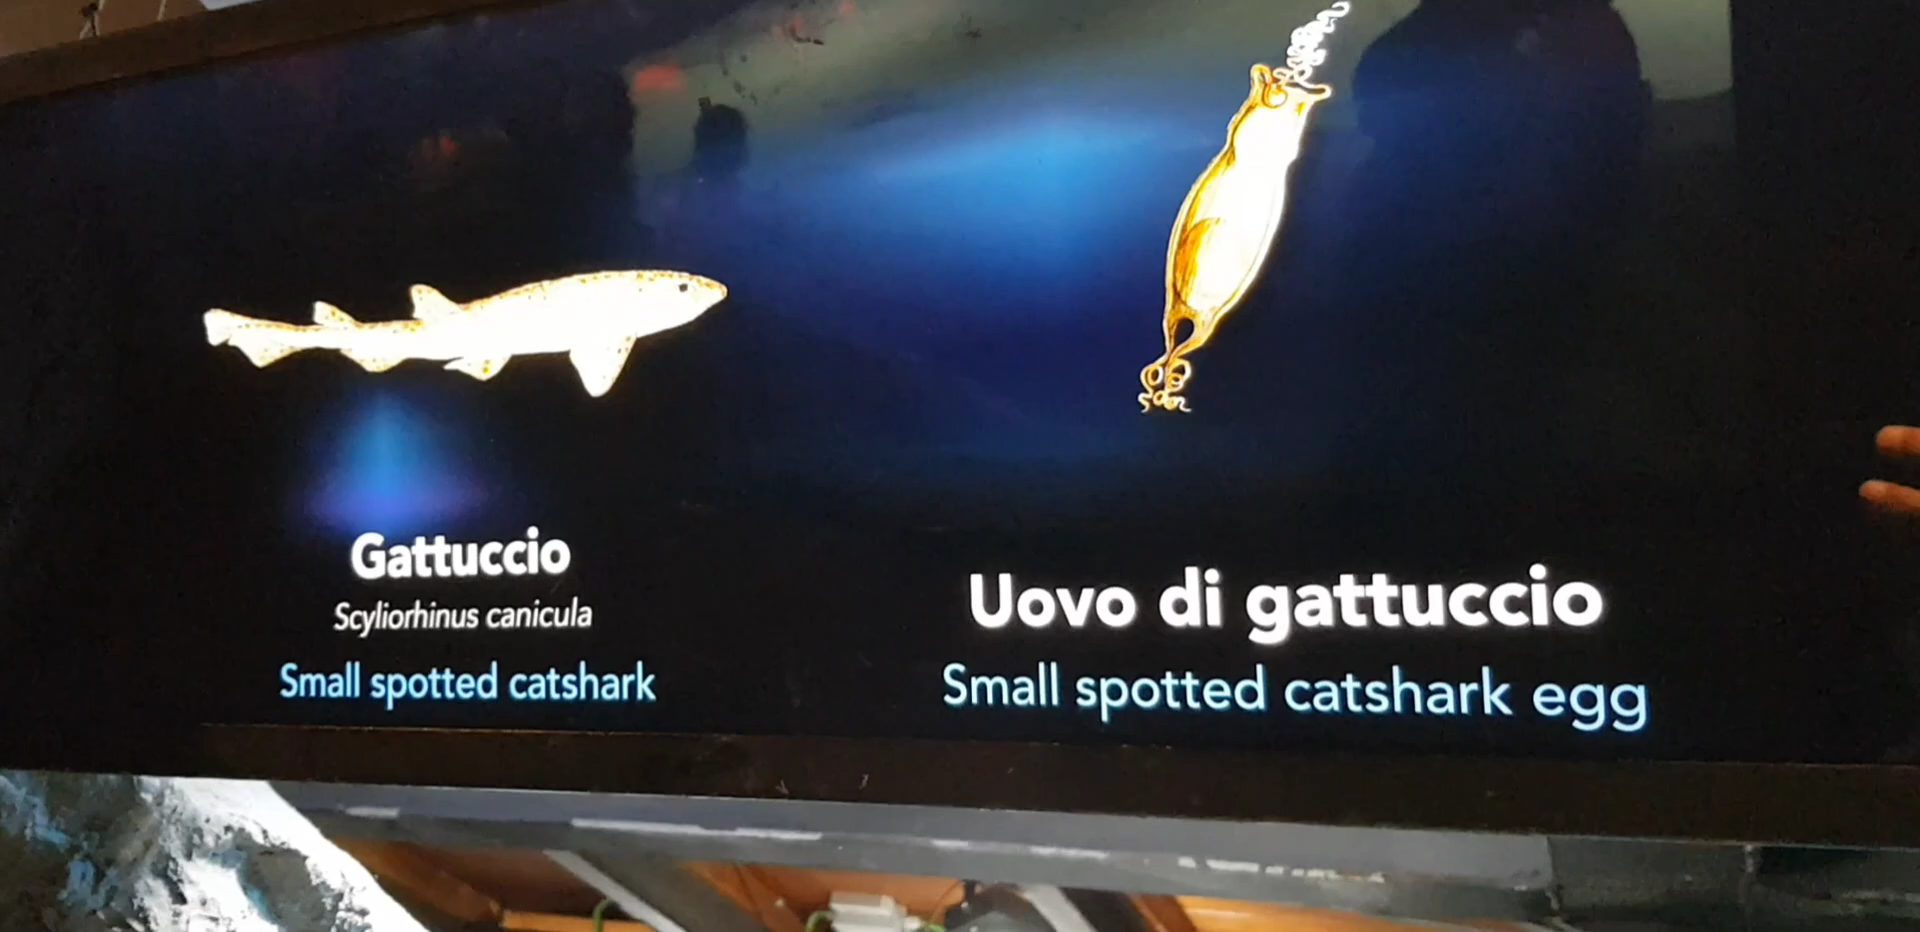 Gattuccio
Scyliorhinus canicula
Small spotted catshark
Uovo di gattuccio
Small spotted catshark egg